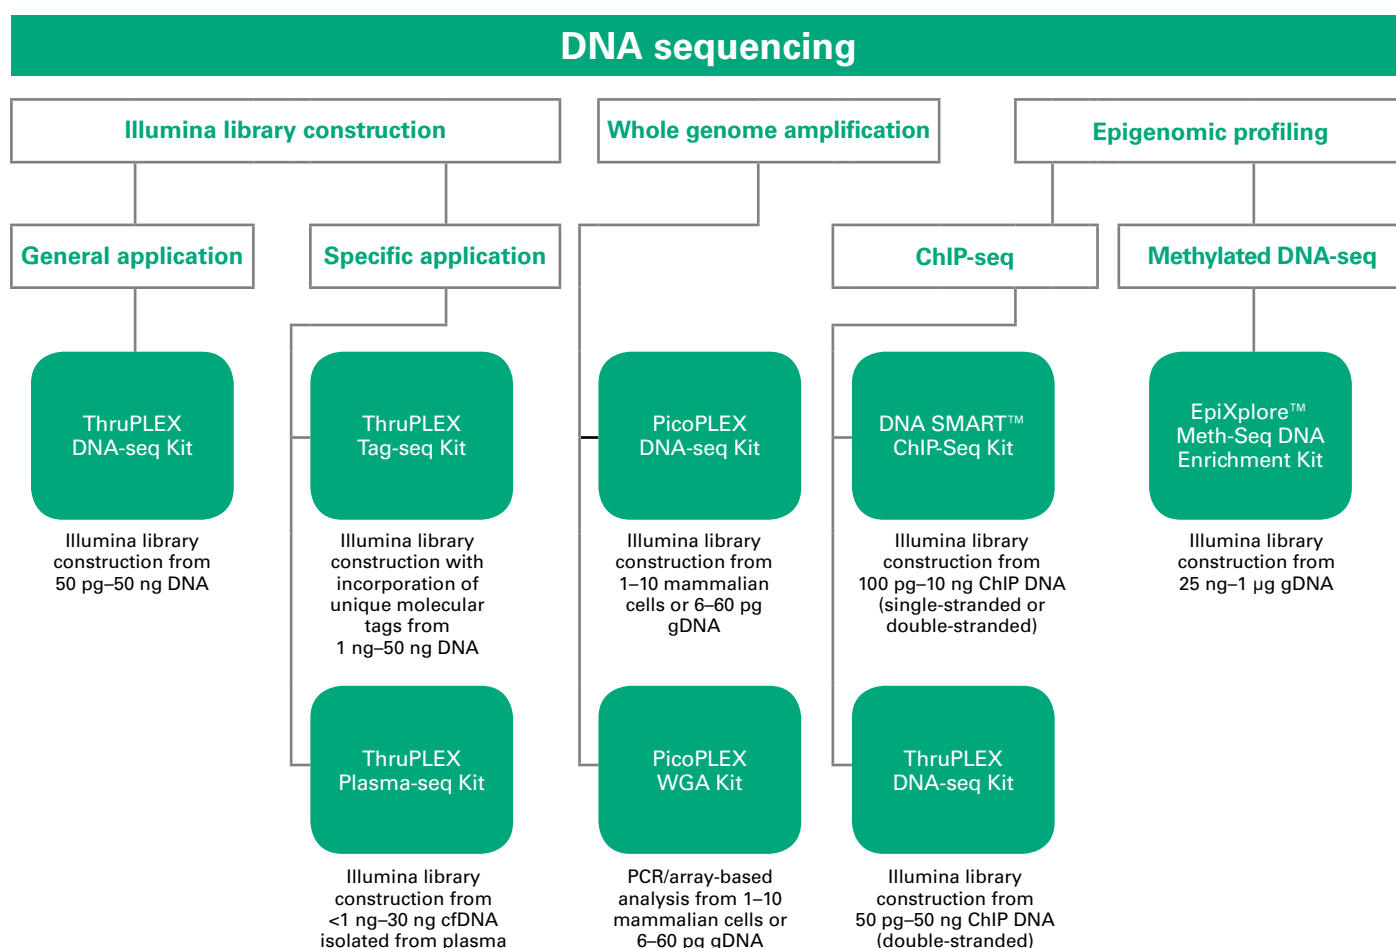 DNA sequencing
Illumina library construction
Whole genome amplification
Epigenomic profiling
General application
Specific application
ChIP-seq
Methylated DNA-seq
ThruPLEX
DNA-seq Kit
Illumina library
construction from
50 pg–50 ng DNA
ThruPLEX
Tag-seq Kit
Illumina library
construction with
incorporation of
unique molecular
tags from
1 ng–50 ng DNA
PicoPLEX
DNA-seq Kit
Illumina library
construction from
1–10 mammalian
cells or 6–60 pg
gDNA
DNA SMART™
ChIP-Seq Kit
Illumina library
construction from
100 pg–10 ng ChIP DNA
(single-stranded or
double-stranded)
EpiXplore™
Meth-Seq DNA
Enrichment Kit
Illumina library
construction from
25 ng–1 µg gDNA
ThruPLEX
Plasma-seq Kit
Illumina library
construction from
<1 ng–30 ng cfDNA
isolated from plasma
PicoPLEX
WGA Kit
PCR/array-based
analysis from 1–10
mammalian cells or
6–60 pg gDNA
ThruPLEX
DNA-seq Kit
Illumina library
construction from
50 pg–50 ng ChIP DNA
(double-stranded)